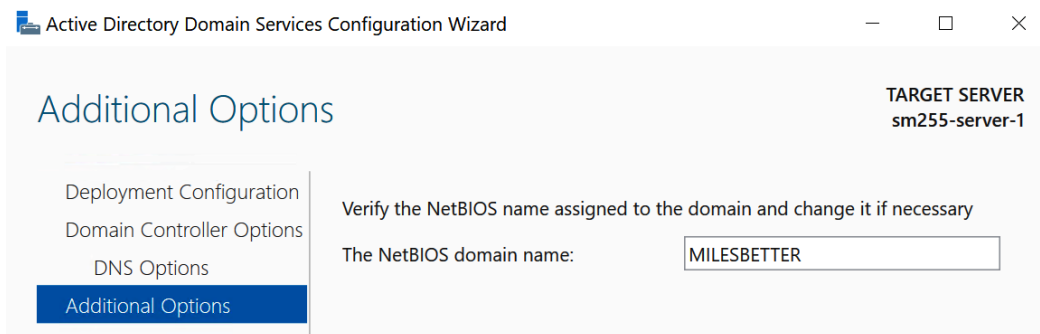 Active Directory Domain Services Configuration Wizard
Additional Options
TARGET SERVER
sm255-server-1
Deployment Configuration
Domain Controller Options
DNS Options
Additional Options
Verify the NetBIOS name assigned to the domain and change it if necessary
The NetBIOS domain name: MILESBETTER